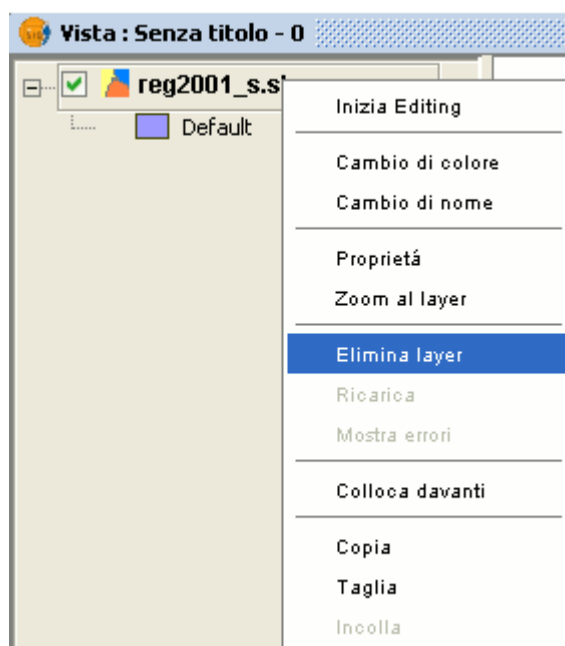 Vista : Senza titolo - 0
reg2001_s.s
Default
Inizia Editing
Cambio di colore
Cambio di nome
Proprietá
Zoom al layer
Elimina layer
Ricarica
Mostra errori
Colloca davanti
Copia
Taglia
Incolla